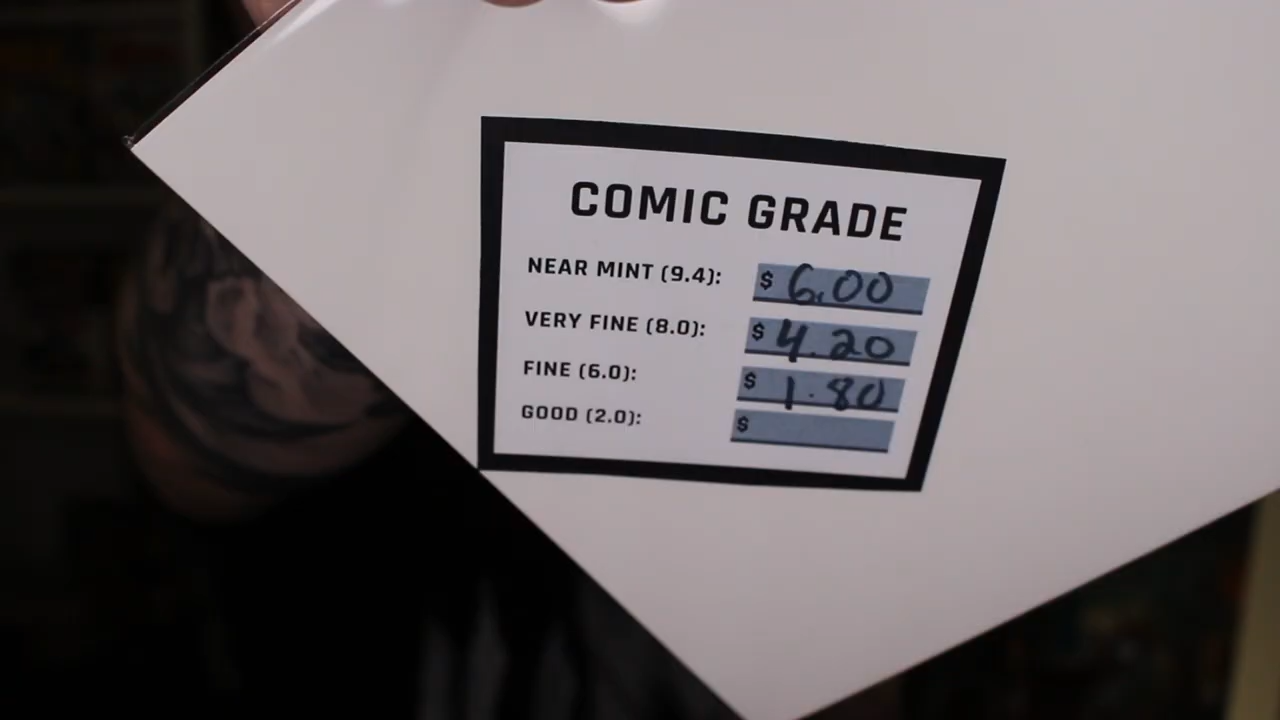 COMIC GRADE
NEAR MINT (9.4): $ 6.00
VERY FINE (8.0): $ 4.20
FINE (6.0): $ 1.80
GOOD (2.0): $